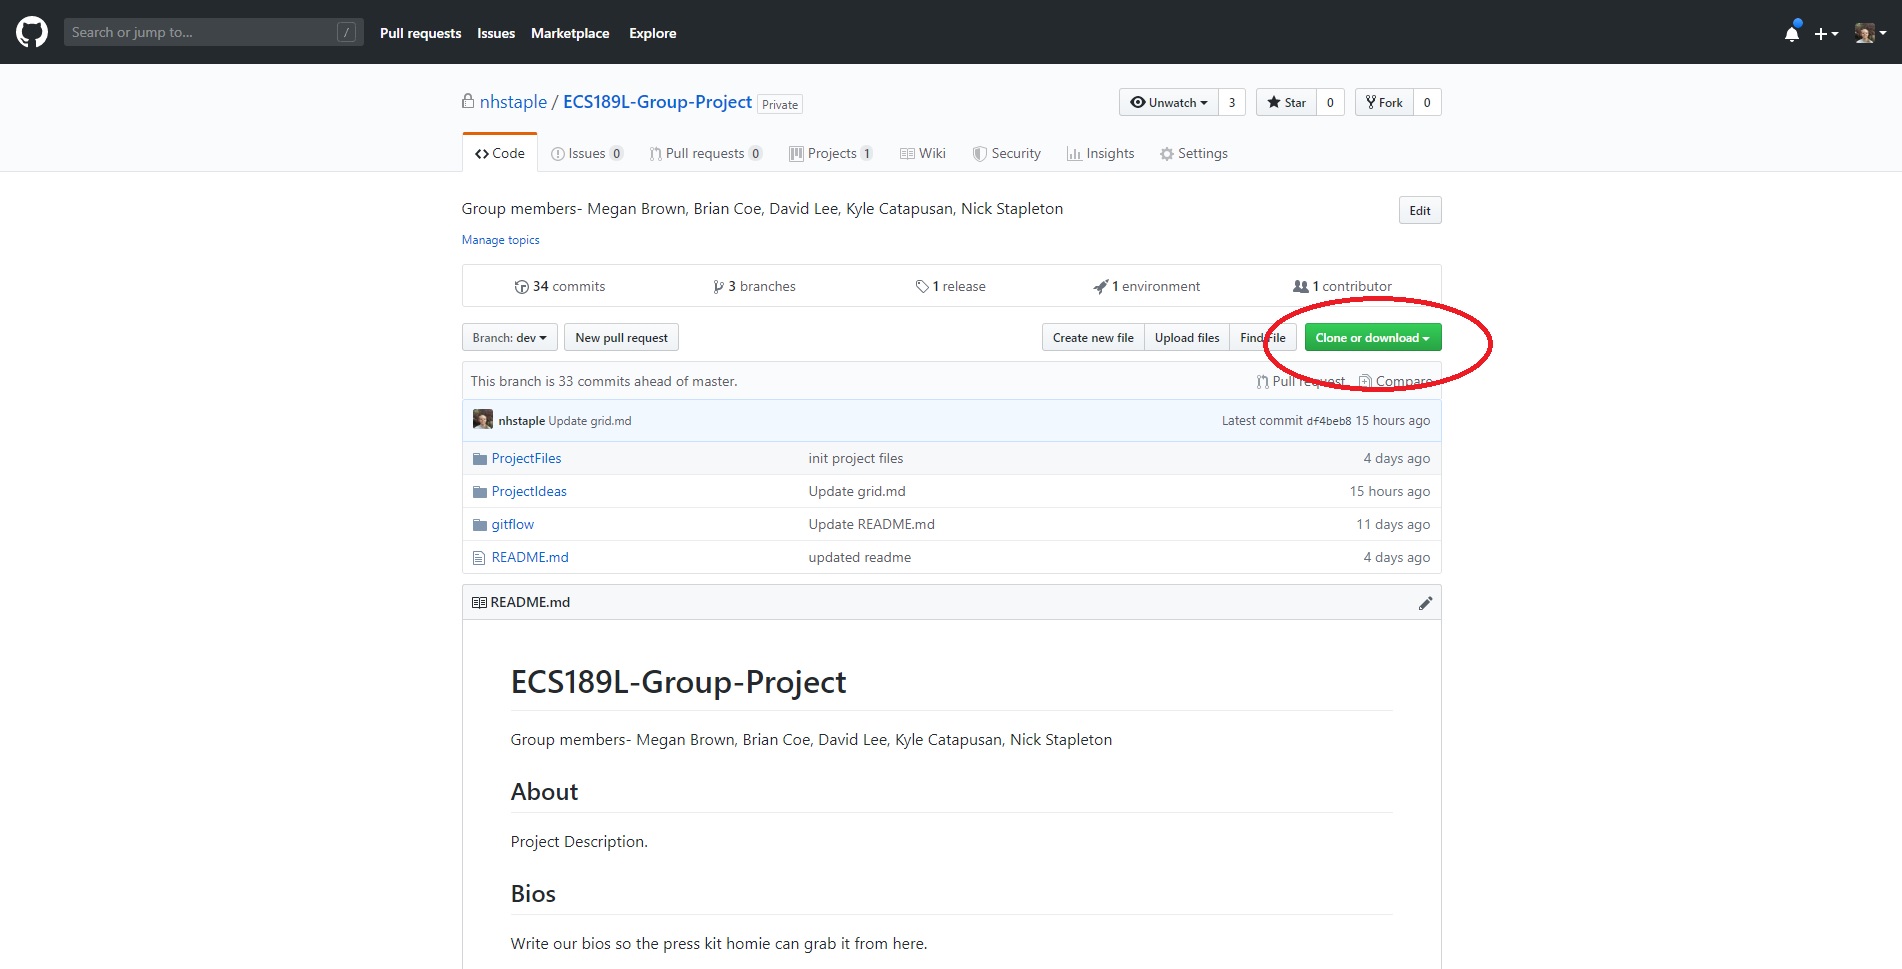 Search or jump to... /
Pull requests Issues Marketplace Explore
nhstaple / ECS189L-Group-Project Private
Unwatch 3 Star 0 Fork 0
Code Issues 0 Pull requests 0 Projects 1 Wiki Security Insights Settings
Group members- Megan Brown, Brian Coe, David Lee, Kyle Catapusan, Nick Stapleton Edit
Manage topics
34 commits 3 branches 1 release 1 environment 1 contributor
Branch: dev New pull request Create new file Upload files Find File Clone or download
This branch is 33 commits ahead of master. Pull request Compare
nhstaple Update grid.md Latest commit df4beb8 15 hours ago
ProjectFiles init project files 4 days ago
ProjectIdeas Update grid.md 15 hours ago
gitflow Update README.md 11 days ago
README.md updated readme 4 days ago
README.md
ECS189L-Group-Project
Group members- Megan Brown, Brian Coe, David Lee, Kyle Catapusan, Nick Stapleton
About
Project Description.
Bios
Write our bios so the press kit homie can grab it from here.